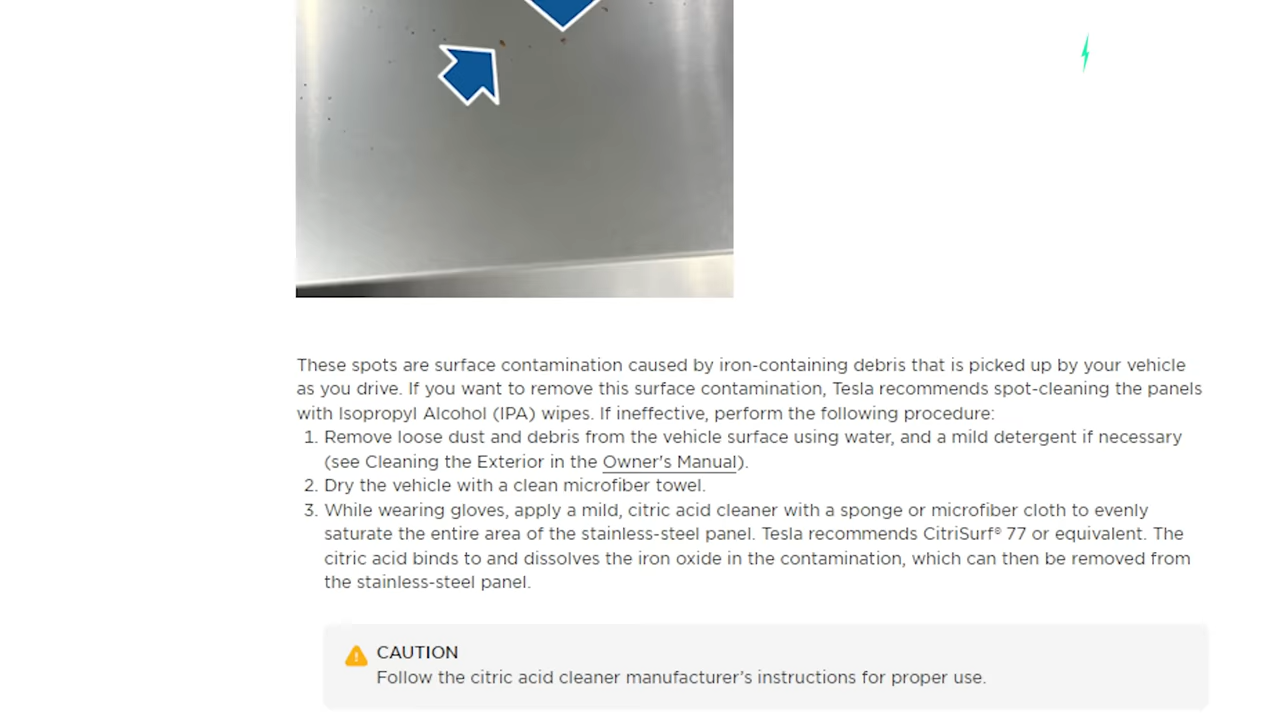 These spots are surface contamination caused by iron-containing debris that is picked up by your vehicle
as you drive. If you want to remove this surface contamination, Tesla recommends spot-cleaning the panels
with Isopropyl Alcohol (IPA) wipes. If ineffective, perform the following procedure:
1. Remove loose dust and debris from the vehicle surface using water, and a mild detergent if necessary
(see Cleaning the Exterior in the Owner's Manual).
2. Dry the vehicle with a clean microfiber towel.
3. While wearing gloves, apply a mild, citric acid cleaner with a sponge or microfiber cloth to evenly
saturate the entire area of the stainless-steel panel. Tesla recommends CitriSurf® 77 or equivalent. The
citric acid binds to and dissolves the iron oxide in the contamination, which can then be removed from
the stainless-steel panel.
CAUTION
Follow the citric acid cleaner manufacturer’s instructions for proper use.